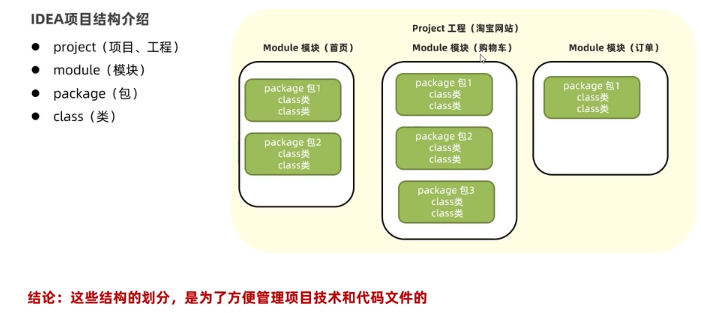 IDEA项目结构介绍
● project（项目、工程）
● module（模块）
● package（包）
● class（类）
Project 工程（淘宝网站）
Module 模块（首页）
package 包1
class类
class类
package 包2
class类
class类
Module 模块（购物车）
package 包1
class类
class类
package 包2
class类
class类
package 包3
class类
class类
Module 模块（订单）
package 包1
class类
class类
结论：这些结构的划分，是为了方便管理项目技术和代码文件的